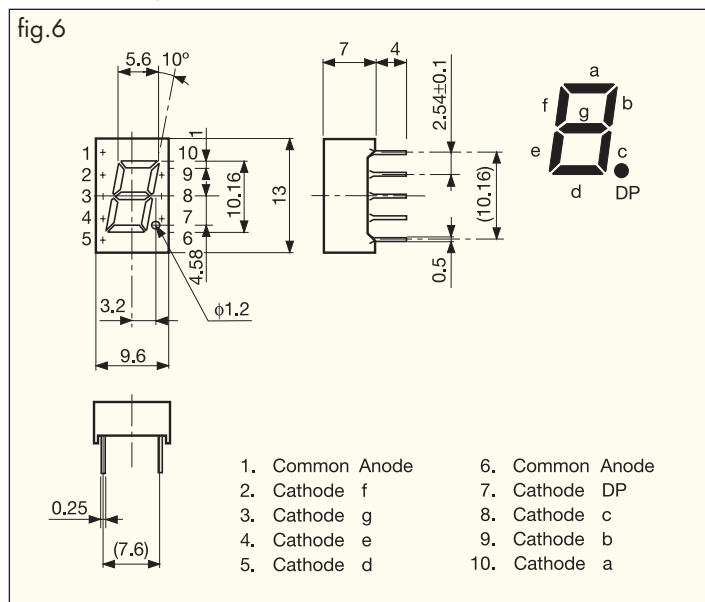 fig.6
5.6
10°
7
4
2.54±0.1
a
f
b
g
e
c
d
DP
1
1
10
2
9
3
8
4
7
5
6
10.16
13
4.58
(10.16)
0.5
3.2
φ1.2
9.6
0.25
(7.6)
1. Common Anode
2. Cathode f
3. Cathode g
4. Cathode e
5. Cathode d
6. Common Anode
7. Cathode DP
8. Cathode c
9. Cathode b
10. Cathode a